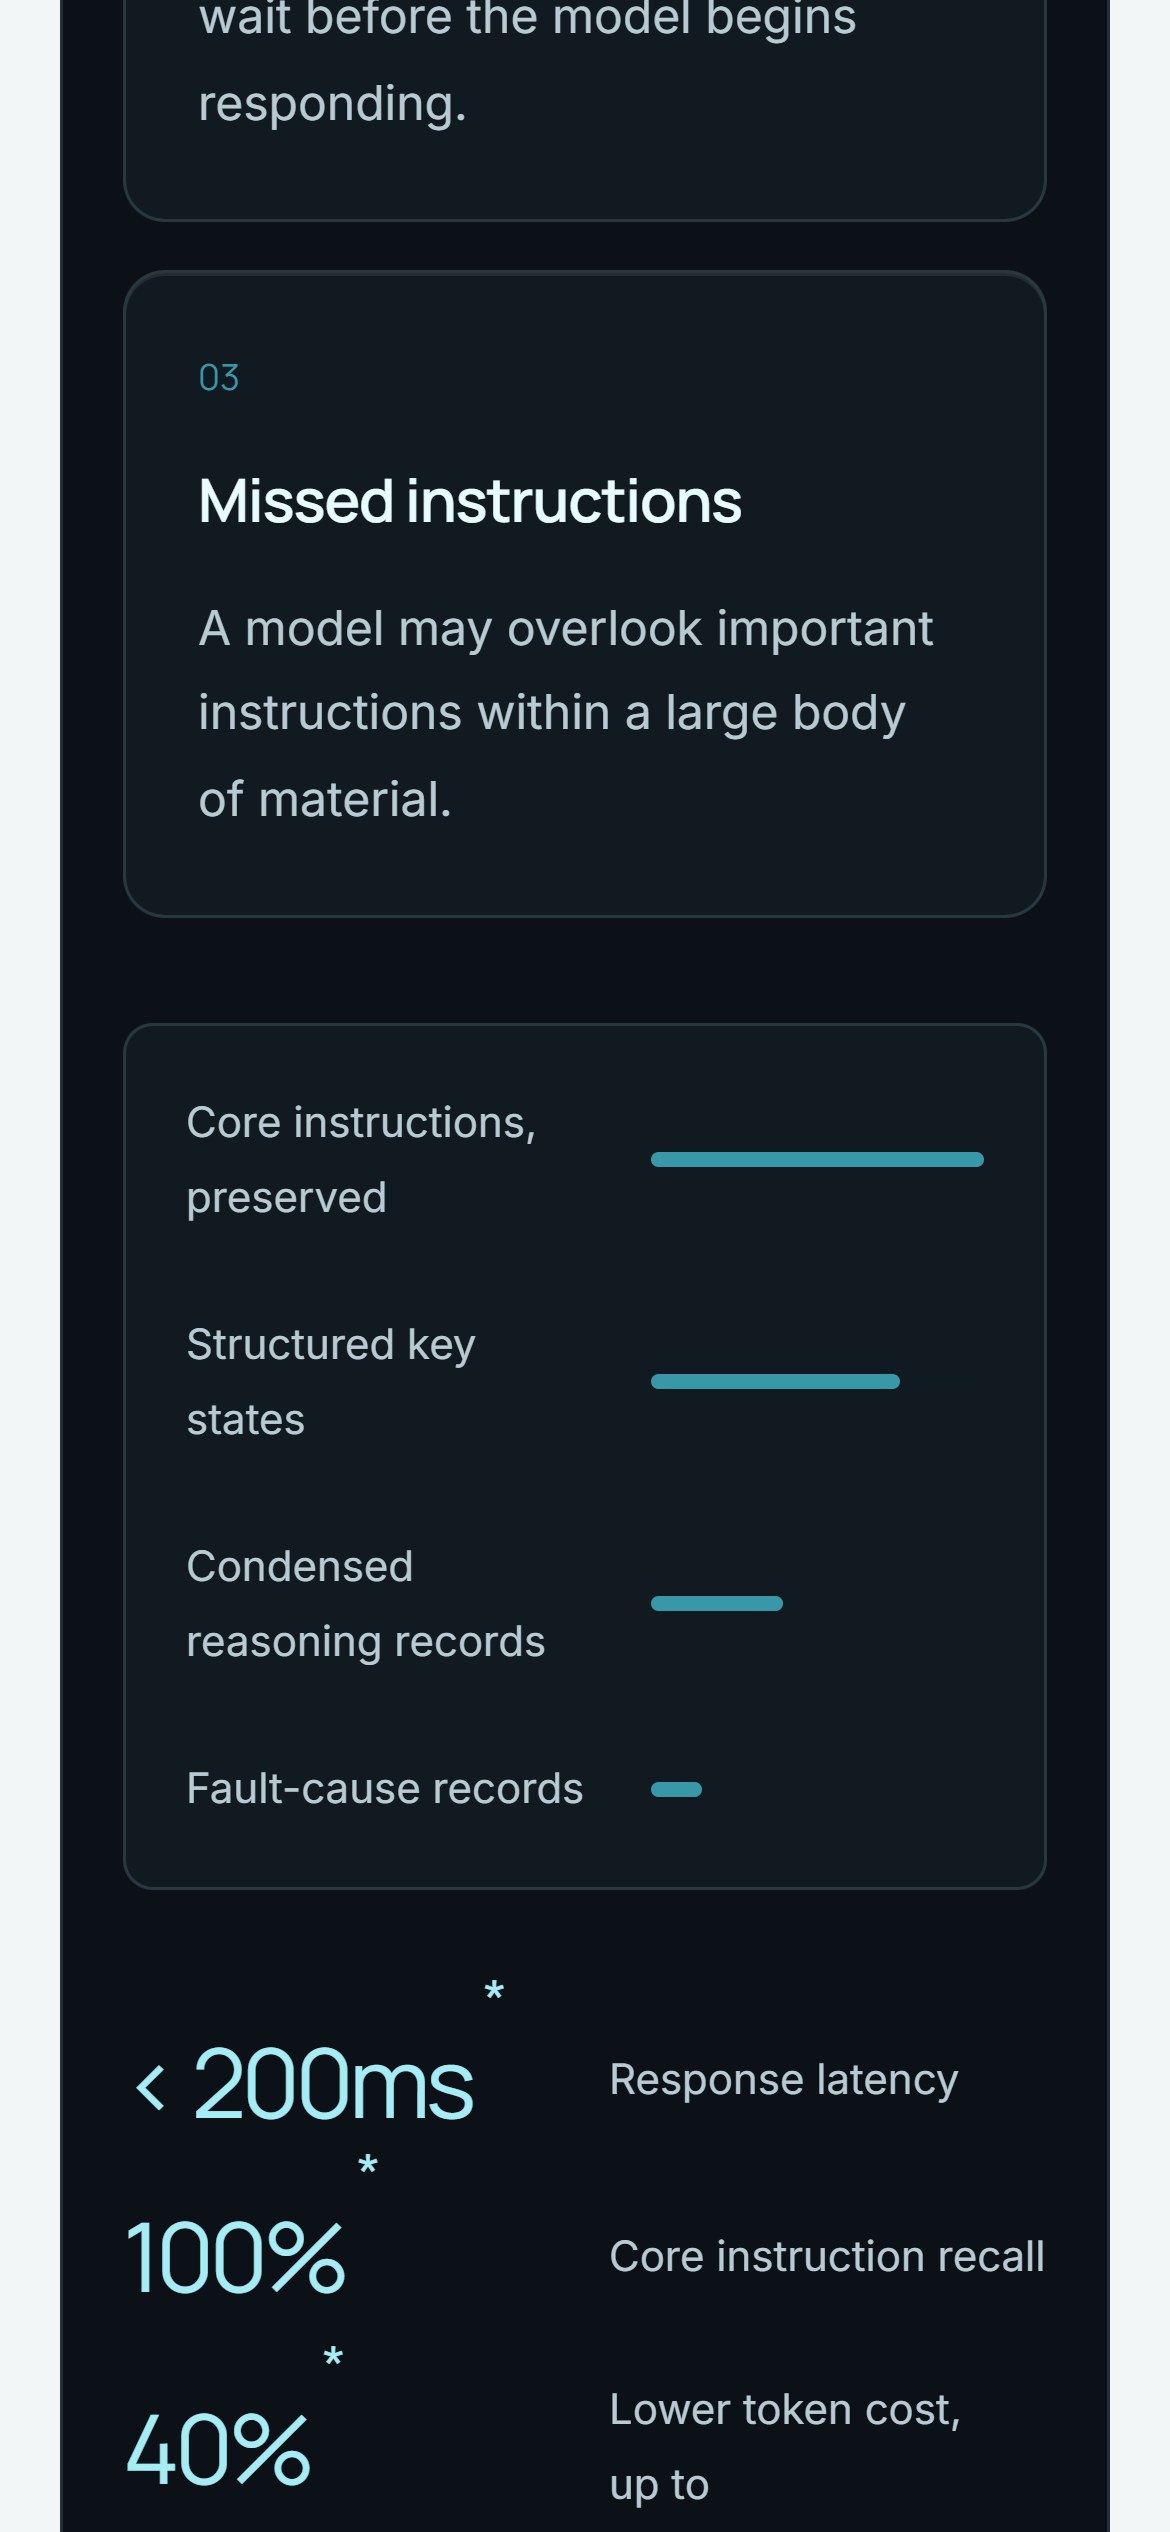 wait before the model begins
responding.
03
Missed instructions
A model may overlook important
instructions within a large body
of material.
Core instructions,
preserved
Structured key
states
Condensed
reasoning records
Fault-cause records
< 200ms*
Response latency
100%*
Core instruction recall
40%*
Lower token cost,
up to